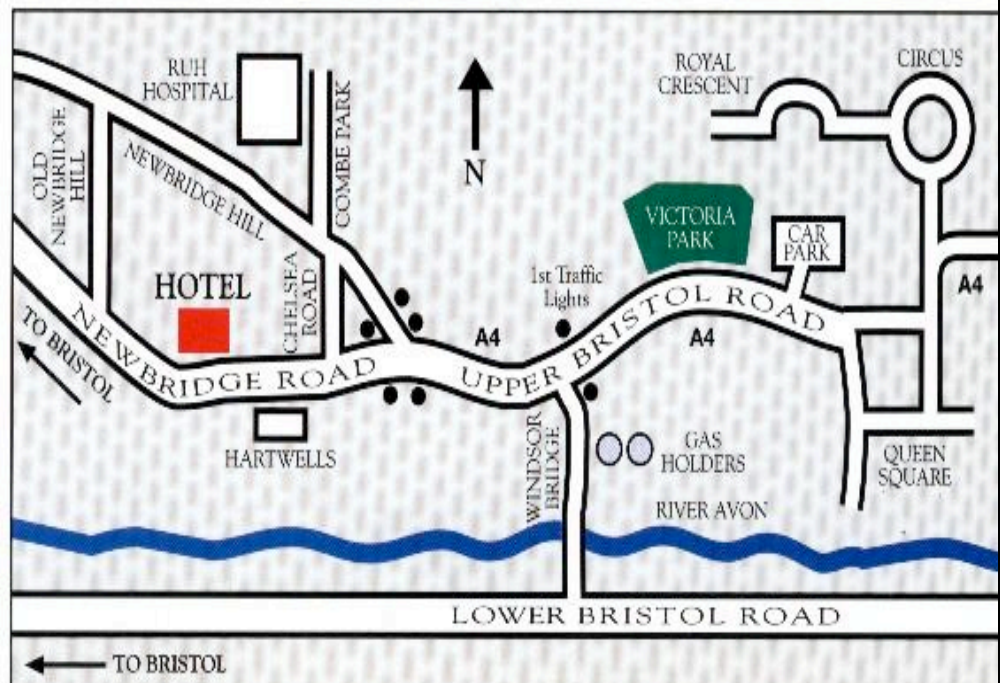 RUH
HOSPITAL
COMBE PARK
N
ROYAL
CRESCENT
CIRCUS
OLD
NEWBRIDGE
HILL
NEWBRIDGE HILL
VICTORIA
PARK
CAR
PARK
HOTEL
CHELSEA
ROAD
1st Traffic
Lights
A4
TO BRISTOL
NEWBRIDGE ROAD
A4
UPPER BRISTOL ROAD
A4
HARTWELLS
WINDSOR
BRIDGE
GAS
HOLDERS
QUEEN
SQUARE
RIVER AVON
LOWER BRISTOL ROAD
TO BRISTOL